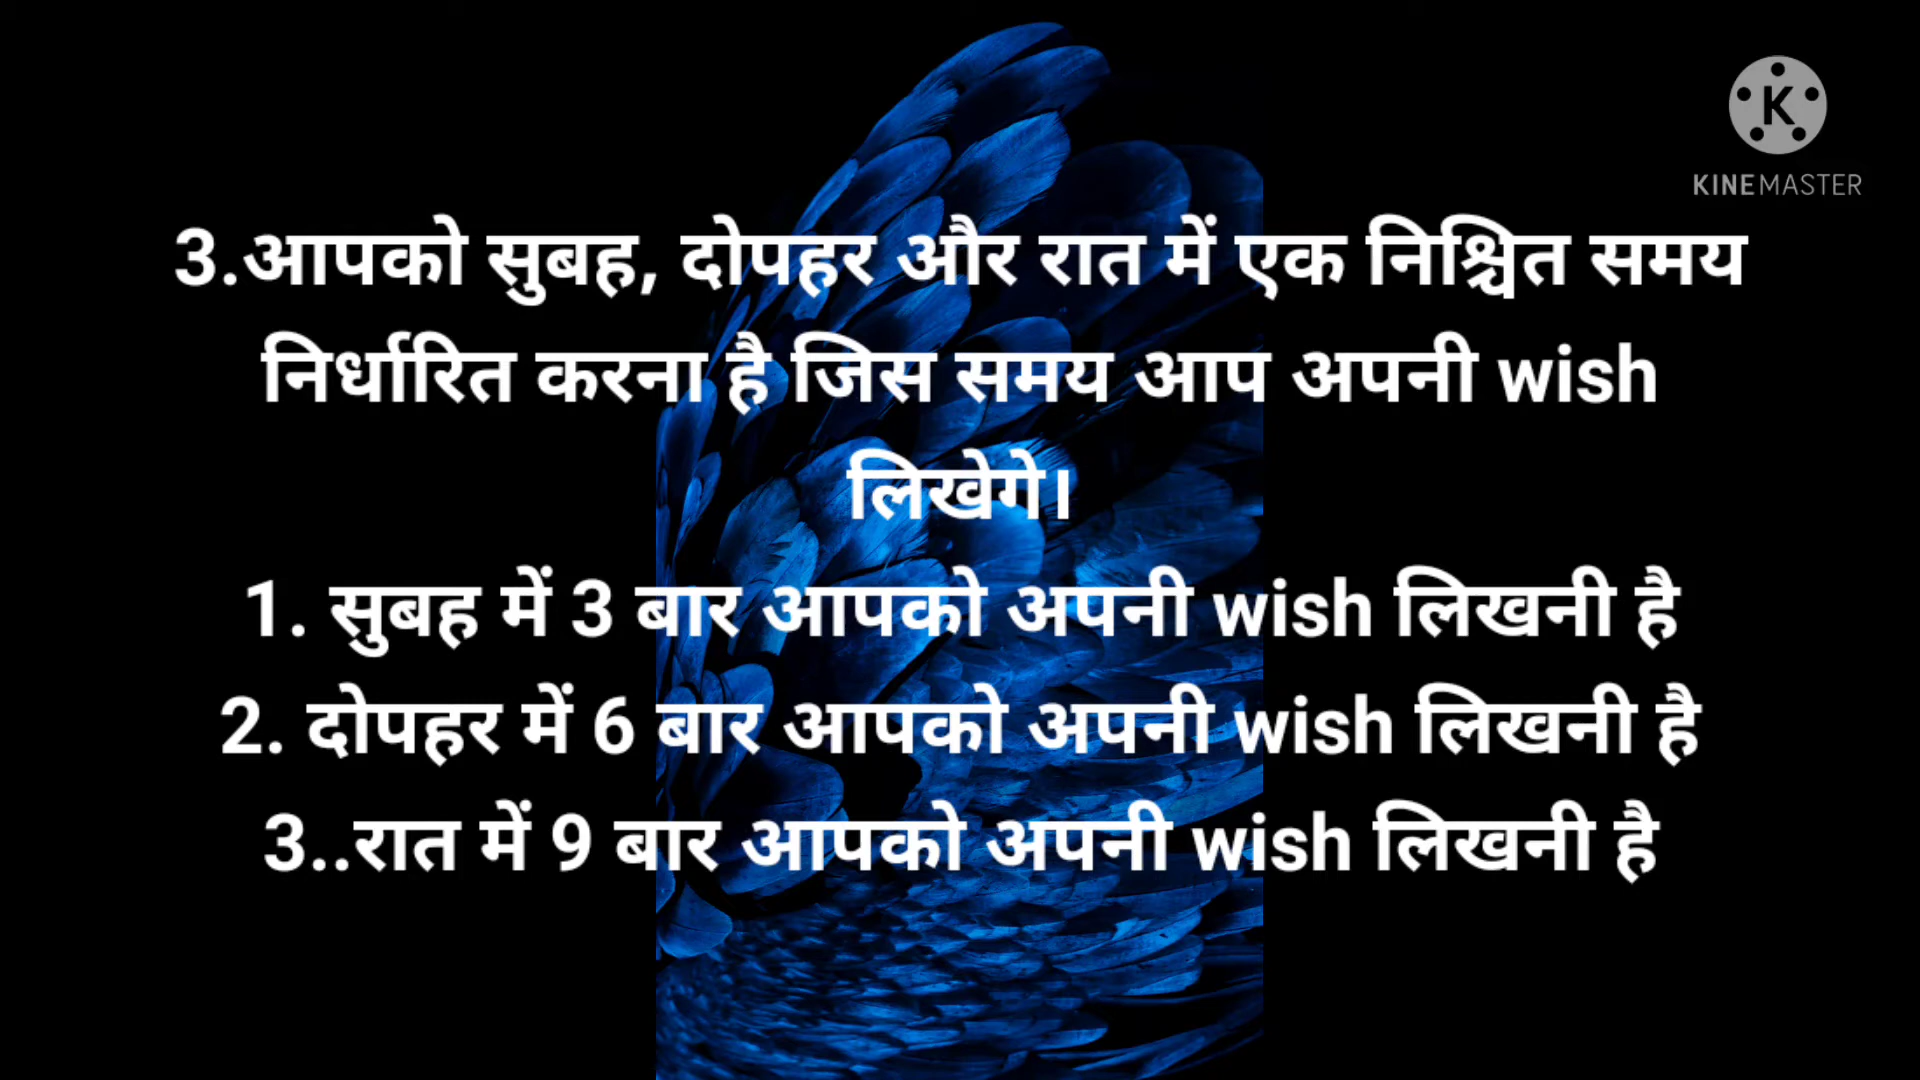 KINEMASTER
3.आपको सुबह, दोपहर और रात में एक निश्चित समय
निर्धारित करना है जिस समय आप अपनी wish
लिखेगे।
1. सुबह में 3 बार आपको अपनी wish लिखनी है
2. दोपहर में 6 बार आपको अपनी wish लिखनी है
3..रात में 9 बार आपको अपनी wish लिखनी है